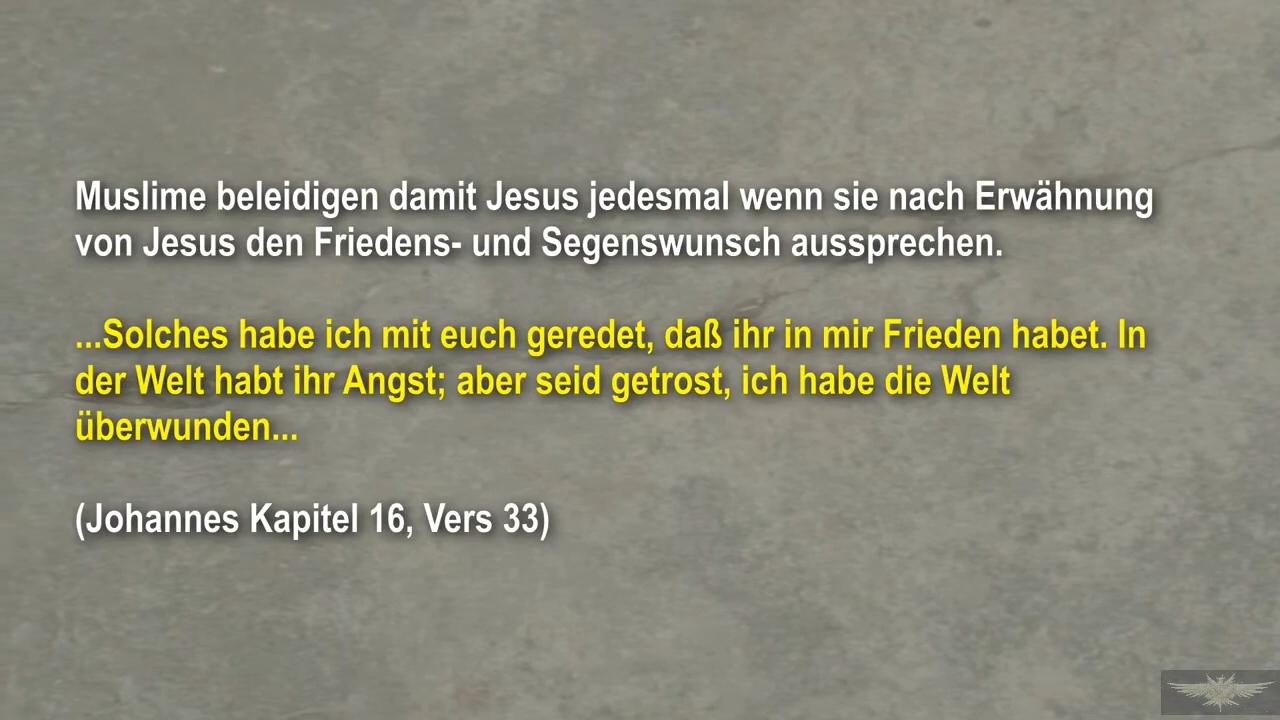 Muslime beleidigen damit Jesus jedesmal wenn sie nach Erwähnung
von Jesus den Friedens- und Segenswunsch aussprechen.
...Solches habe ich mit euch geredet, daß ihr in mir Frieden habet. In
der Welt habt ihr Angst; aber seid getrost, ich habe die Welt
überwunden...
(Johannes Kapitel 16, Vers 33)